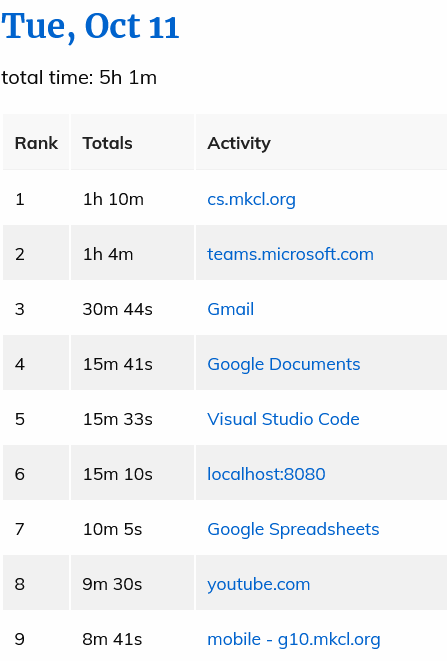 Tue, Oct 11
total time: 5h 1m
Rank Totals Activity
1 1h 10m cs.mkcl.org
2 1h 4m teams.microsoft.com
3 30m 44s Gmail
4 15m 41s Google Documents
5 15m 33s Visual Studio Code
6 15m 10s localhost:8080
7 10m 5s Google Spreadsheets
8 9m 30s youtube.com
9 8m 41s mobile - g10.mkcl.org